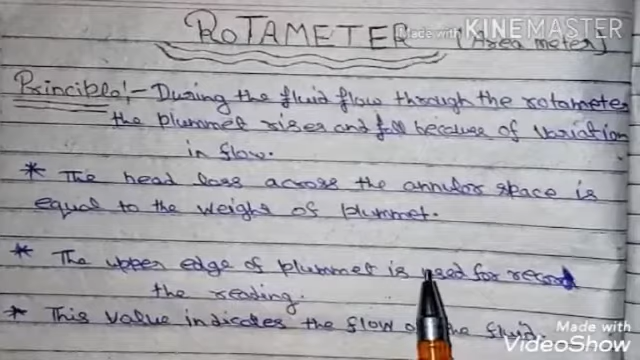 ROTAMETER (Area meter)
Made with KINEMASTER
Principle:- During the fluid flow through the rotameter
the plummet rises and fall because of variation
in flow.
* The head loss across the annular space is
equal to the weight of plummet.
* The upper edge of plummet is used for record
the reading.
* This value indicates the flow of the fluid.
Made with
VideoShow